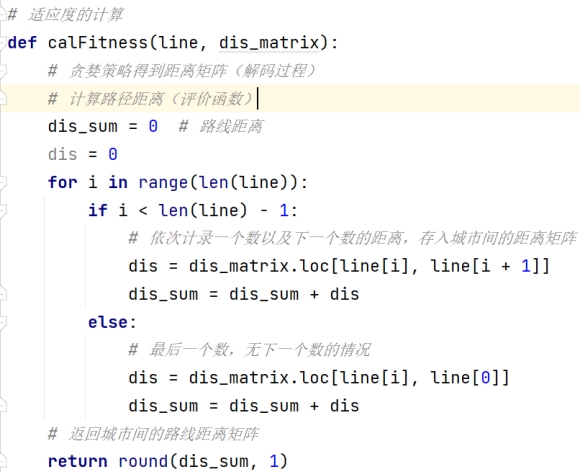 # 适应度的计算
def calFitness(line, dis_matrix):
    # 贪婪策略得到距离矩阵（解码过程）
    # 计算路径距离（评价函数）
    dis_sum = 0  # 路线距离
    dis = 0
    for i in range(len(line)):
        if i < len(line) - 1:
            # 依次计录一个数以及下一个数的距离，存入城市间的距离矩阵
            dis = dis_matrix.loc[line[i], line[i + 1]]
            dis_sum = dis_sum + dis
        else:
            # 最后一个数，无下一个数的情况
            dis = dis_matrix.loc[line[i], line[0]]
            dis_sum = dis_sum + dis
    # 返回城市间的路线距离矩阵
    return round(dis_sum, 1)